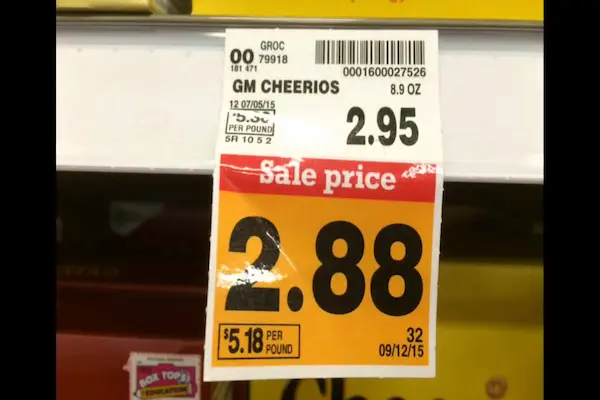 00 GROC
79918
181 471
0001600027526
GM CHEERIOS 8.9 OZ
12 07/05/15
2.95
PER POUND
5R 10 5 2
Sale price
2.88
$5.18 PER POUND
32
09/12/15
BOX TOPS
EDUCATION